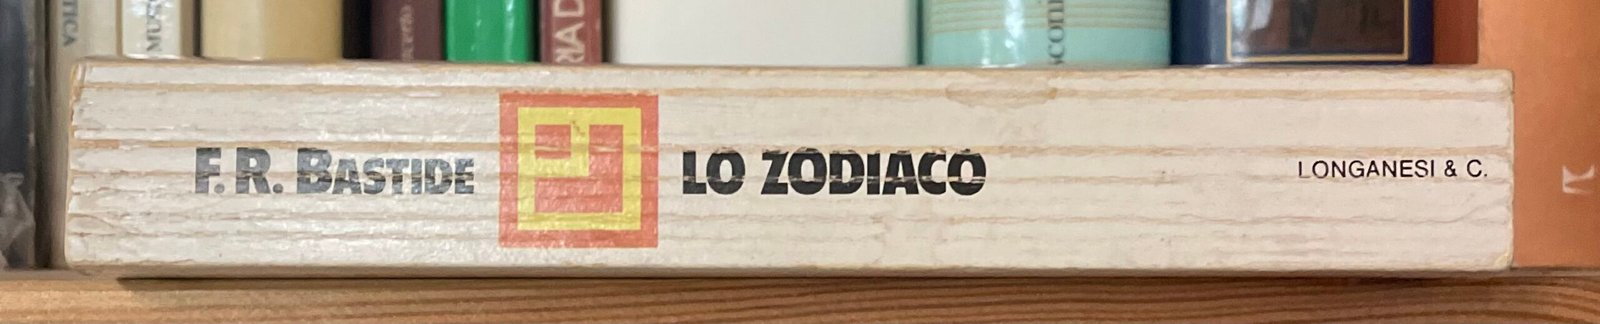 F. R. BASTIDE
LO ZODIACO
LONGANESI & C.